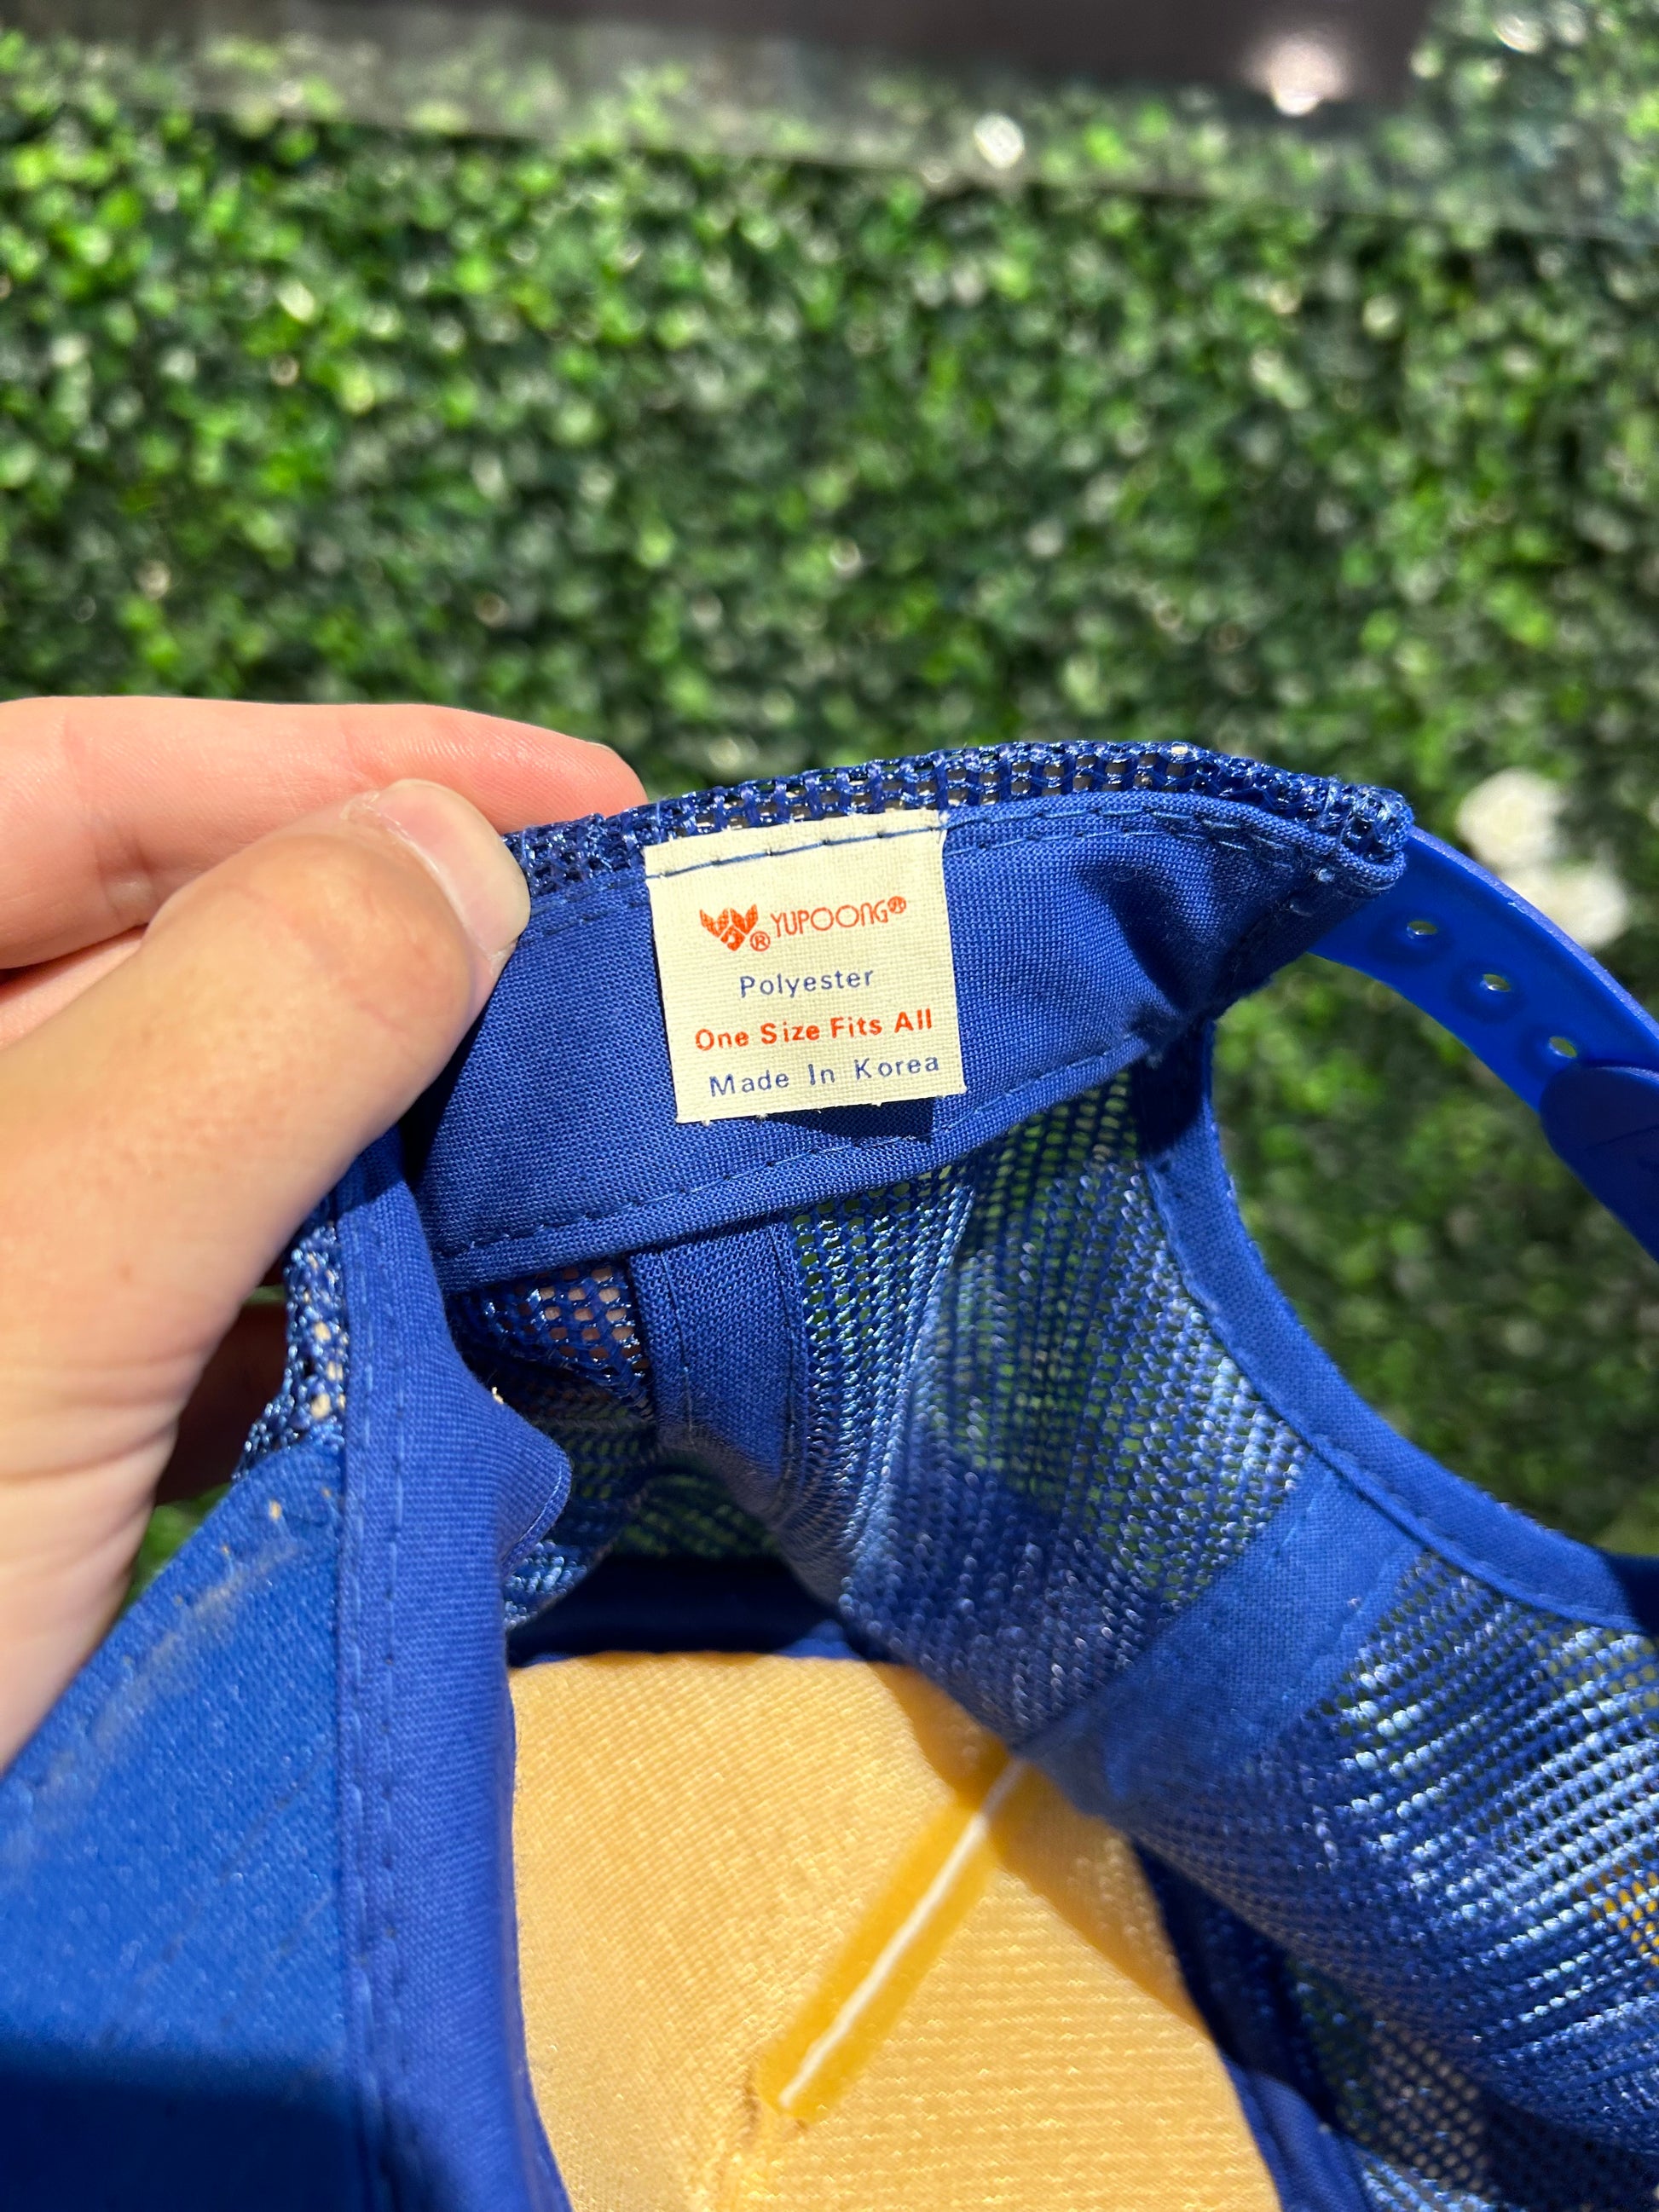 ® YUPOONG®
Polyester
One Size Fits All
Made In Korea